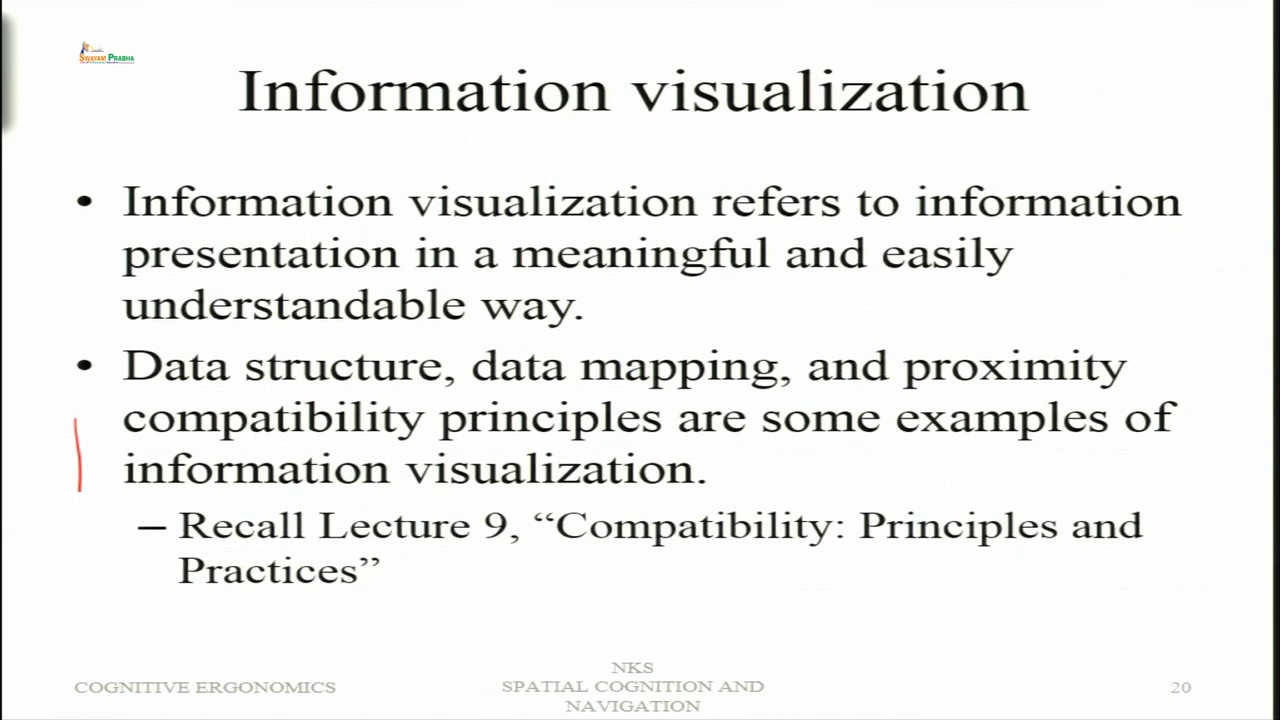 SWAYAM PRABHA
Information visualization
• Information visualization refers to information
presentation in a meaningful and easily
understandable way.
• Data structure, data mapping, and proximity
compatibility principles are some examples of
information visualization.
– Recall Lecture 9, “Compatibility: Principles and
Practices”
COGNITIVE ERGONOMICS
NKS
SPATIAL COGNITION AND
NAVIGATION
20